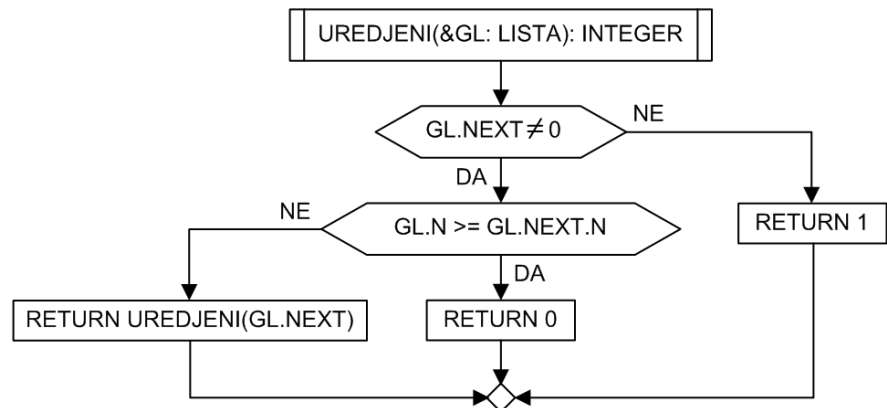 UREDJENI(&GL: LISTA): INTEGER
GL.NEXT≠0
NE
DA
NE
GL.N >= GL.NEXT.N
RETURN 1
DA
RETURN UREDJENI(GL.NEXT)
RETURN 0